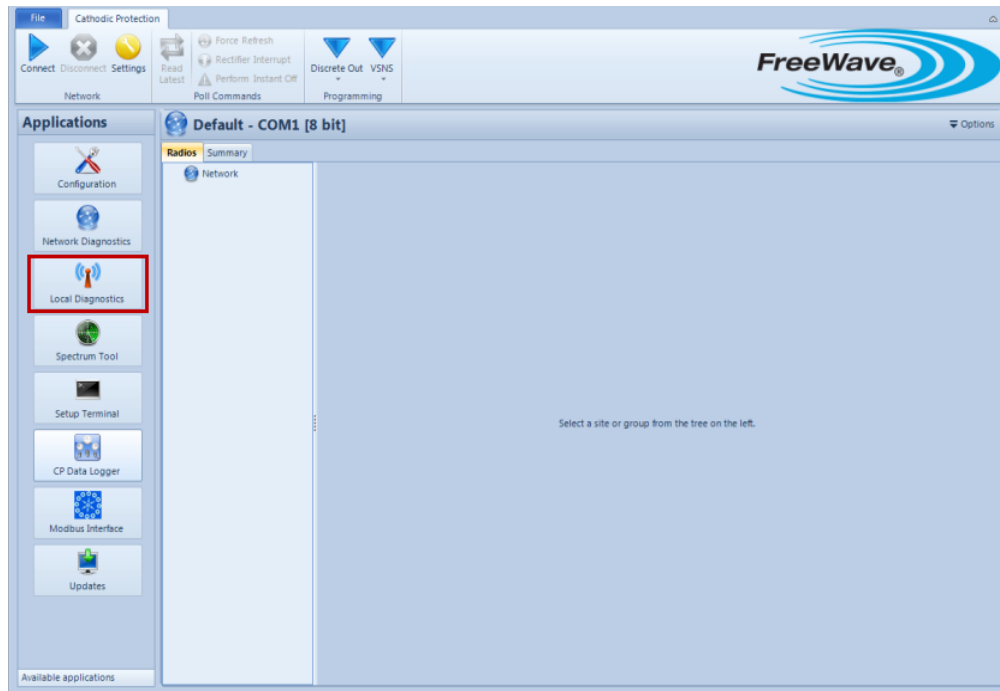 File
Cathodic Protection
Connect
Disconnect
Settings
Network
Read
Latest
Force Refresh
Rectifier Interrupt
Perform Instant Off
Poll Commands
Discrete Out
VSNS
Programming
FreeWave®
Applications
Configuration
Network Diagnostics
Local Diagnostics
Spectrum Tool
Setup Terminal
CP Data Logger
Modbus Interface
Updates
Available applications
Default - COM1 [8 bit]
Options
Radios
Summary
Network
Select a site or group from the tree on the left.